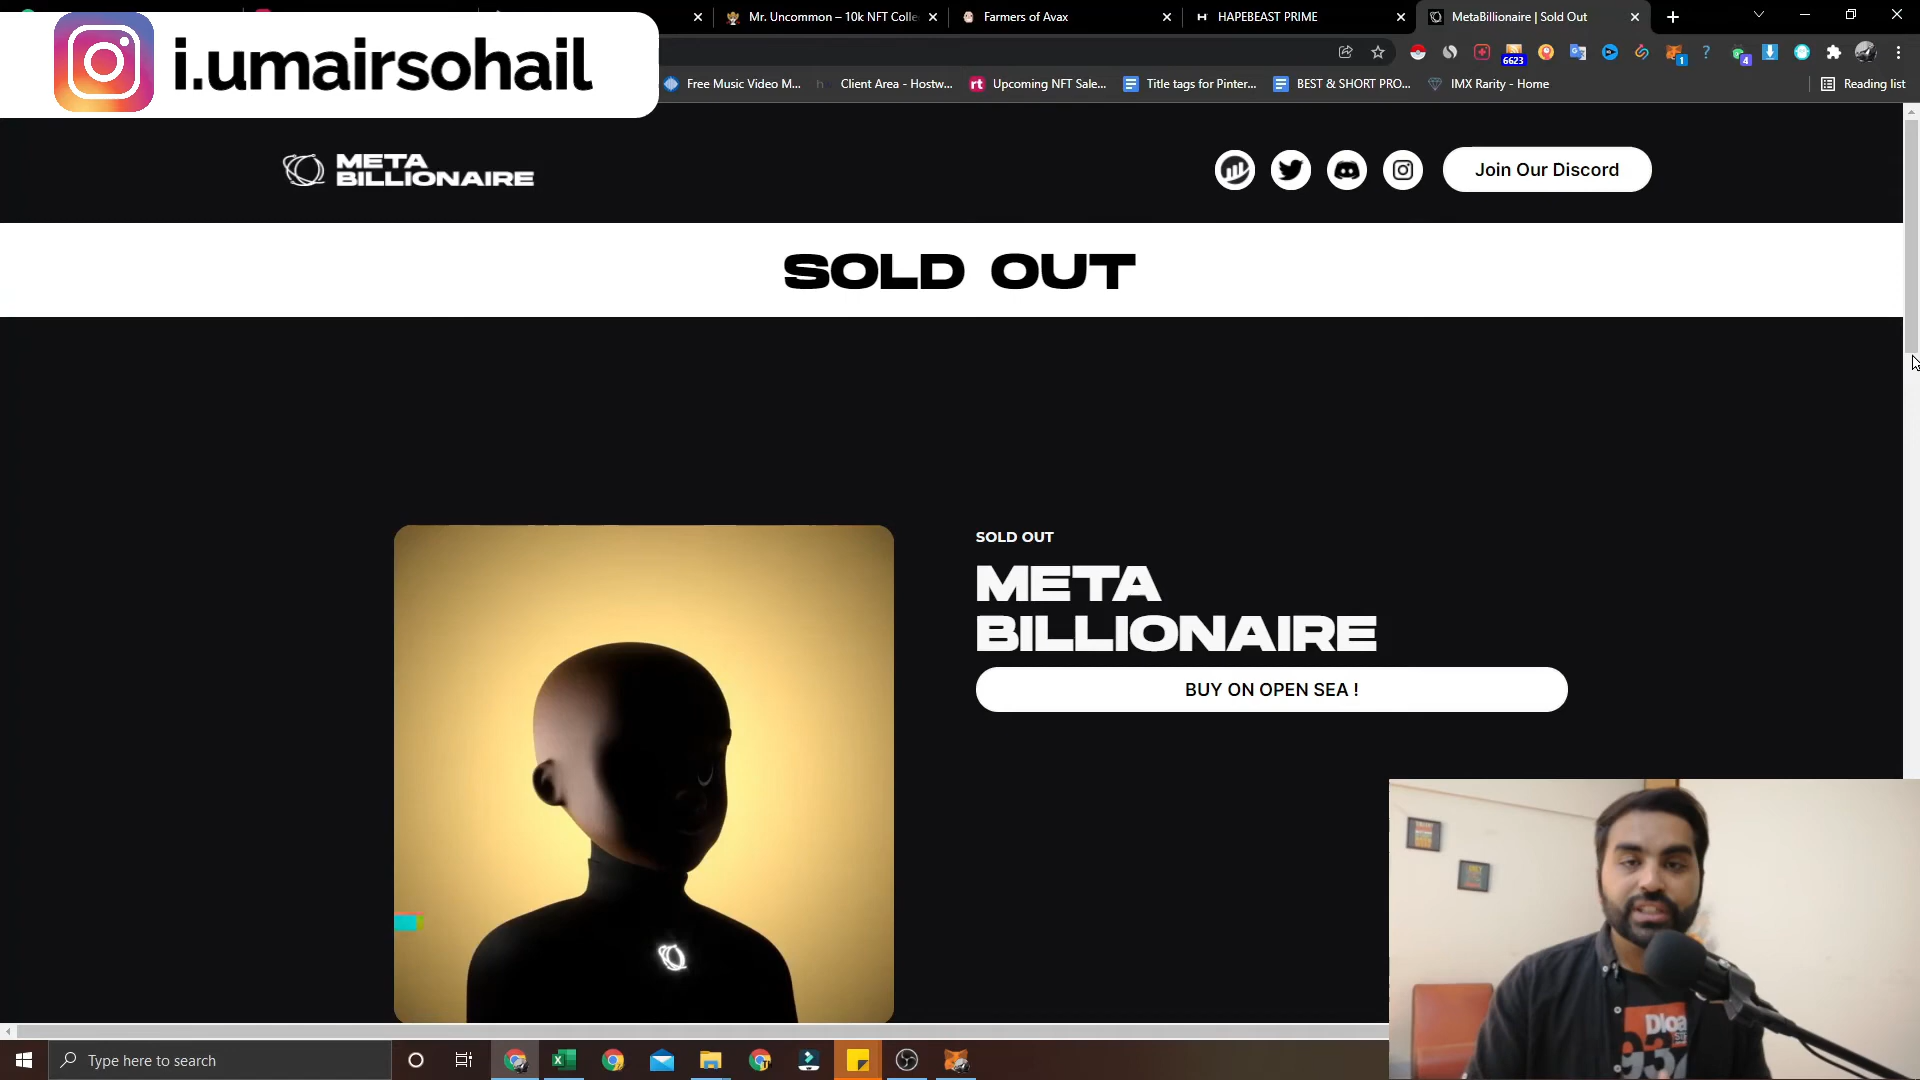 i.umairsohail
Mr. Uncommon – 10k NFT Colle
Farmers of Avax
HAPEBEAST PRIME
MetaBillionaire | Sold Out
6623
1
4
Free Music Video M...
Client Area - Hostw...
Upcoming NFT Sale...
Title tags for Pinter...
BEST & SHORT PRO...
IMX Rarity - Home
Reading list
META
BILLIONAIRE
Join Our Discord
SOLD OUT
SOLD OUT
META
BILLIONAIRE
BUY ON OPEN SEA !
Type here to search